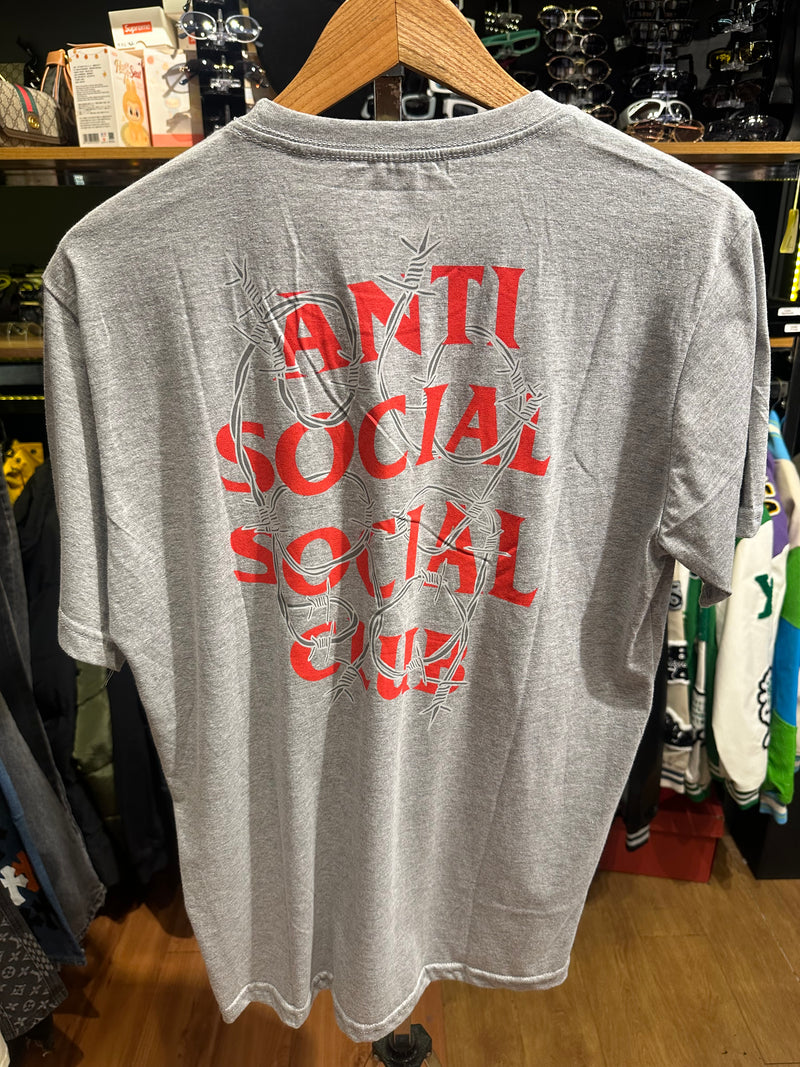 Supreme
ANTI
SOCIAL
SOCIAL
CLUB